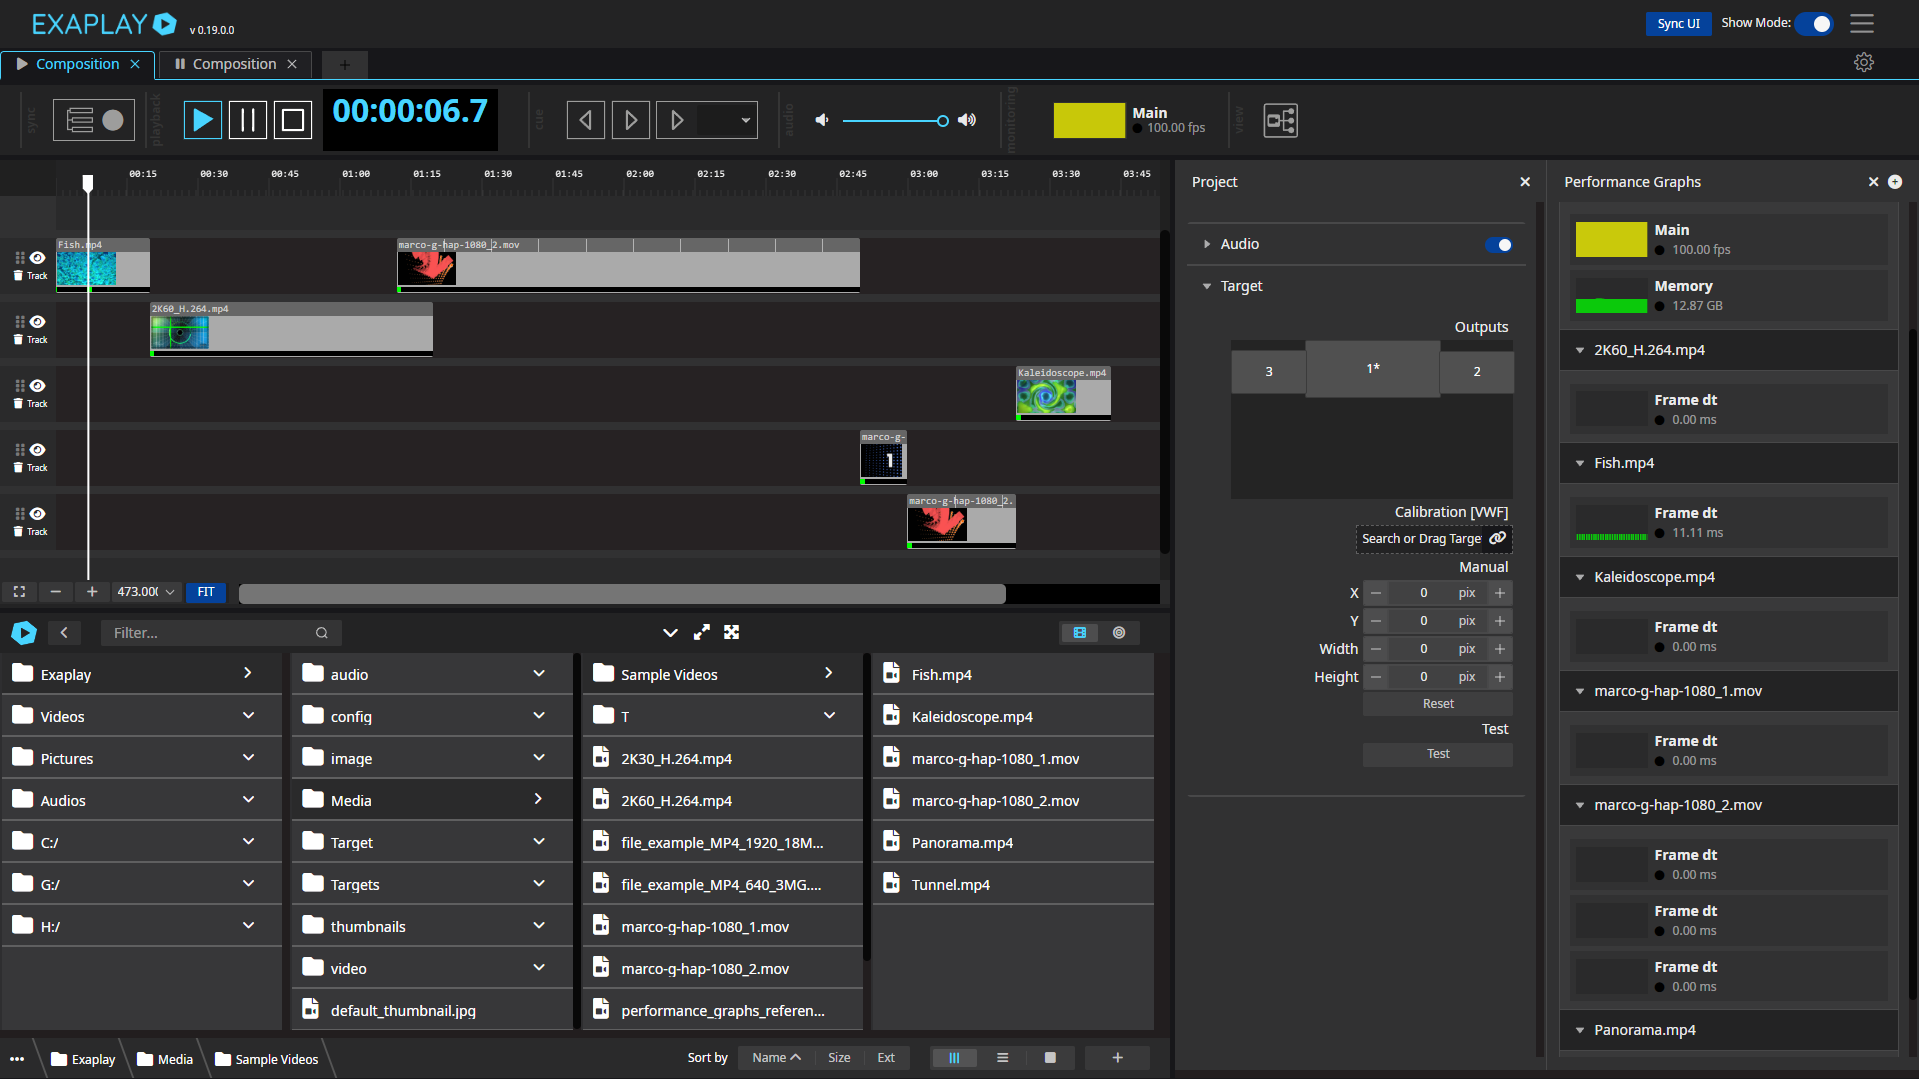 EXAPLAY
v 0.19.0.0
Sync UI
Show Mode:
Composition
Composition
sync
playback
00:00:06.7
cue
audio
monitoring
Main
100.00 fps
view
00:15
00:30
00:45
01:00
01:15
01:30
01:45
02:00
02:15
02:30
02:45
03:00
03:15
03:30
03:45
Fish.mp4
marco-g-hap-1080_2.mov
Track
2K60_H.264.mp4
Track
Kaleidoscope.mp4
Track
marco-g-
1
Track
marco-g-hap-1080_2.
Track
473.000
FIT
Project
Audio
Target
Outputs
3
1*
2
Calibration [VWF]
Search or Drag Targe
Manual
X
0
pix
Y
0
pix
Width
0
pix
Height
0
pix
Reset
Test
Test
Performance Graphs
Main
100.00 fps
Memory
12.87 GB
2K60_H.264.mp4
Frame dt
0.00 ms
Fish.mp4
Frame dt
11.11 ms
Kaleidoscope.mp4
Frame dt
0.00 ms
marco-g-hap-1080_1.mov
Frame dt
0.00 ms
marco-g-hap-1080_2.mov
Frame dt
0.00 ms
Frame dt
0.00 ms
Frame dt
0.00 ms
Panorama.mp4
Filter...
Exaplay
Videos
Pictures
Audios
C:/
G:/
H:/
audio
config
image
Media
Target
Targets
thumbnails
video
default_thumbnail.jpg
Sample Videos
T
2K30_H.264.mp4
2K60_H.264.mp4
file_example_MP4_1920_18M...
file_example_MP4_640_3MG....
marco-g-hap-1080_1.mov
marco-g-hap-1080_2.mov
performance_graphs_referen...
Fish.mp4
Kaleidoscope.mp4
marco-g-hap-1080_1.mov
marco-g-hap-1080_2.mov
Panorama.mp4
Tunnel.mp4
Exaplay
Media
Sample Videos
Sort by
Name
Size
Ext